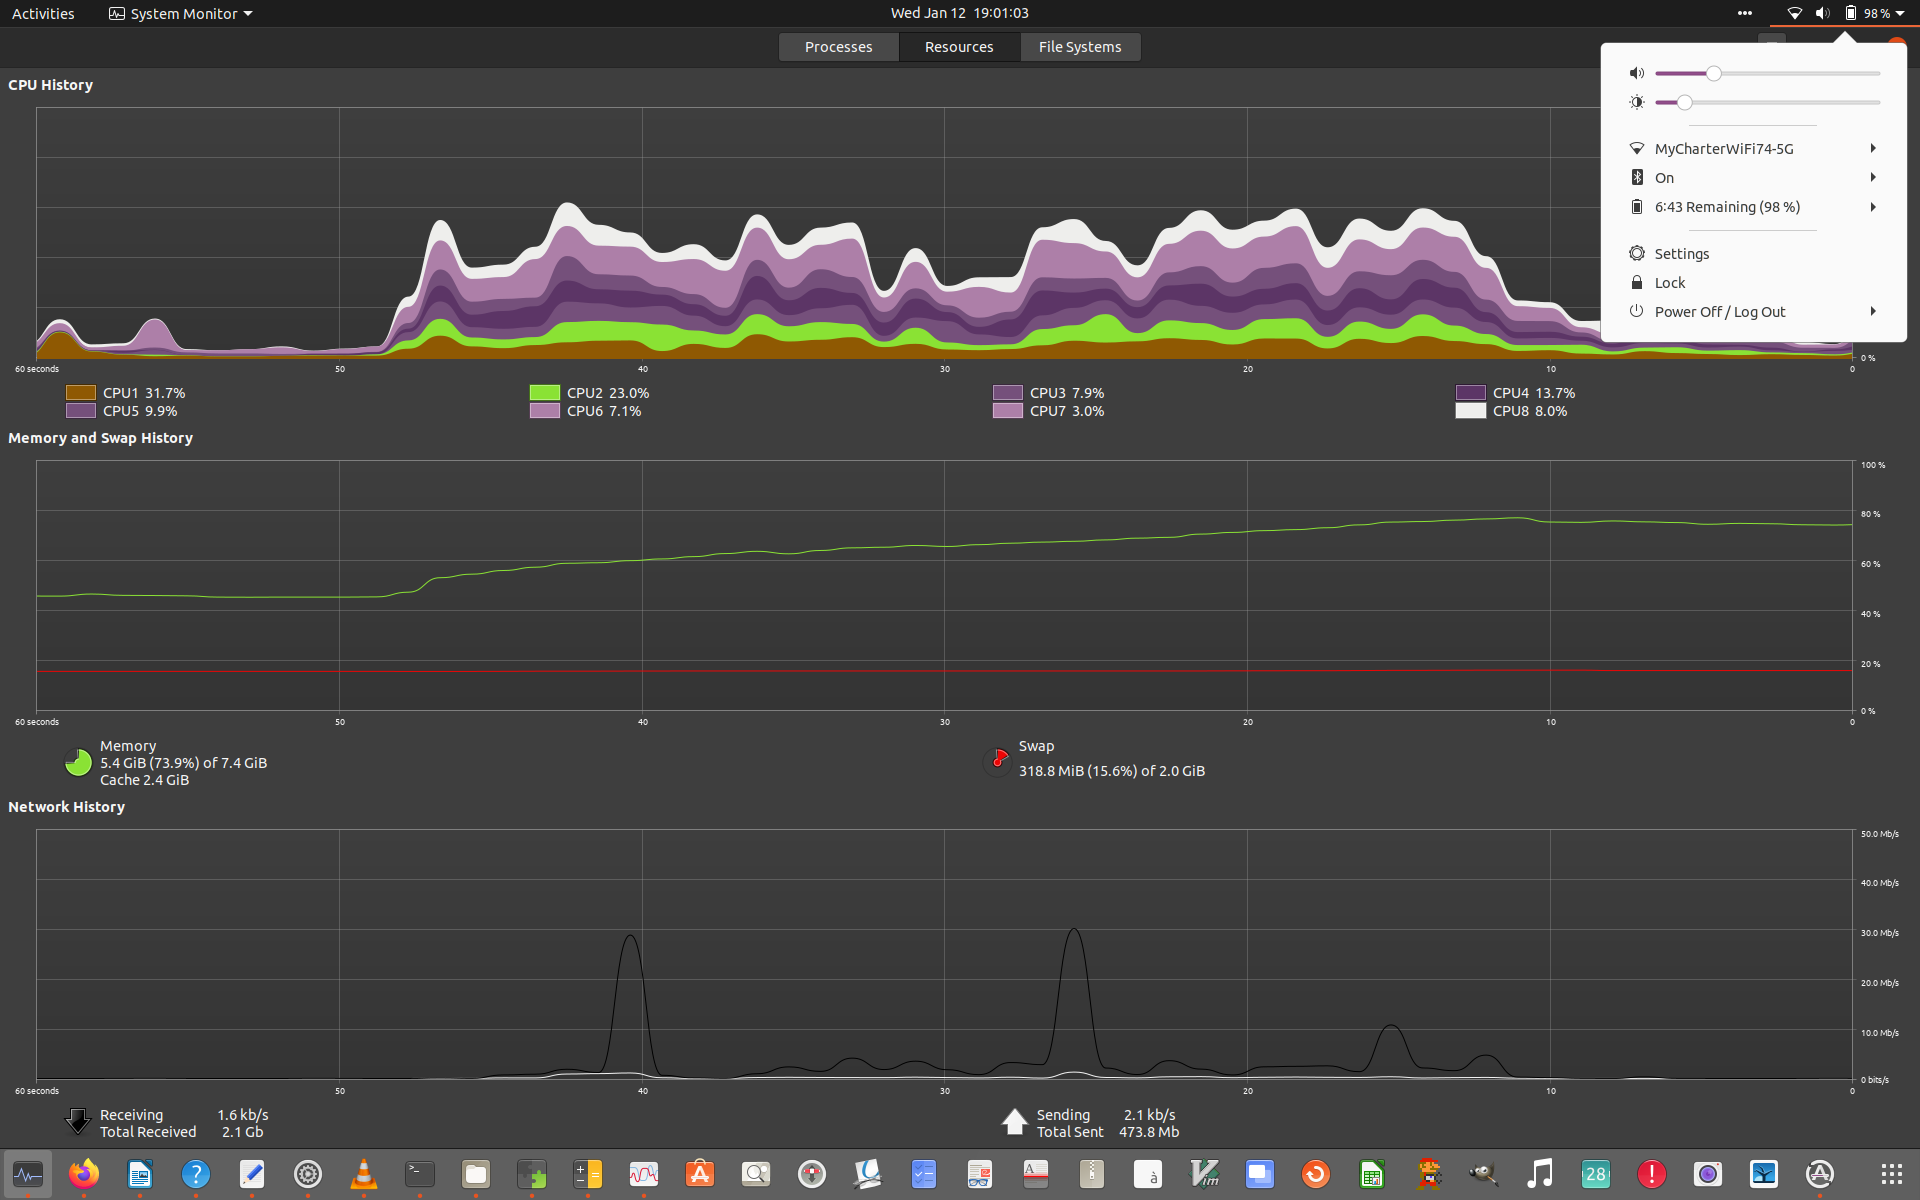 Activities
System Monitor
Wed Jan 12 19:01:03
98 %
Processes
Resources
File Systems
CPU History
MyCharterWiFi74-5G
On
6:43 Remaining (98 %)
Settings
Lock
Power Off / Log Out
0 %
60 seconds 50 40 30 20 10 0
CPU1 31.7% CPU2 23.0% CPU3 7.9% CPU4 13.7%
CPU5 9.9% CPU6 7.1% CPU7 3.0% CPU8 8.0%
Memory and Swap History
100 %
80 %
60 %
40 %
20 %
0 %
60 seconds 50 40 30 20 10 0
Memory
5.4 GiB (73.9%) of 7.4 GiB
Cache 2.4 GiB
Swap
318.8 MiB (15.6%) of 2.0 GiB
Network History
50.0 Mb/s
40.0 Mb/s
30.0 Mb/s
20.0 Mb/s
10.0 Mb/s
0 bits/s
60 seconds 50 40 30 20 10 0
Receiving 1.6 kb/s
Total Received 2.1 Gb
Sending 2.1 kb/s
Total Sent 473.8 Mb
?
>_
A
à
Vim
28
!